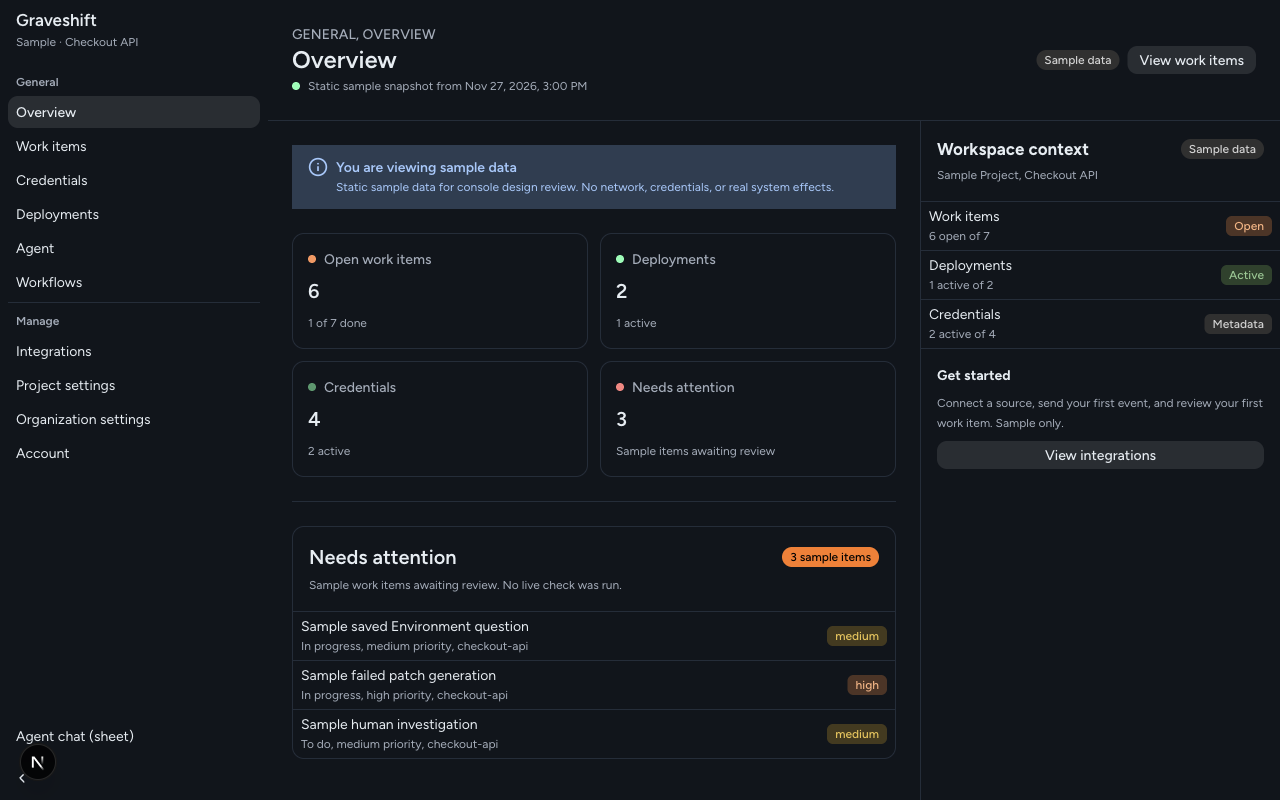 Graveshift
Sample · Checkout API
General
Overview
Work items
Credentials
Deployments
Agent
Workflows
Manage
Integrations
Project settings
Organization settings
Account
Agent chat (sheet)
N
GENERAL, OVERVIEW
Overview
Static sample snapshot from Nov 27, 2026, 3:00 PM
Sample data
View work items
You are viewing sample data
Static sample data for console design review. No network, credentials, or real system effects.
Open work items
6
1 of 7 done
Deployments
2
1 active
Credentials
4
2 active
Needs attention
3
Sample items awaiting review
Needs attention
3 sample items
Sample work items awaiting review. No live check was run.
Sample saved Environment question
In progress, medium priority, checkout-api
medium
Sample failed patch generation
In progress, high priority, checkout-api
high
Sample human investigation
To do, medium priority, checkout-api
medium
Workspace context
Sample data
Sample Project, Checkout API
Work items
6 open of 7
Open
Deployments
1 active of 2
Active
Credentials
2 active of 4
Metadata
Get started
Connect a source, send your first event, and review your first
work item. Sample only.
View integrations